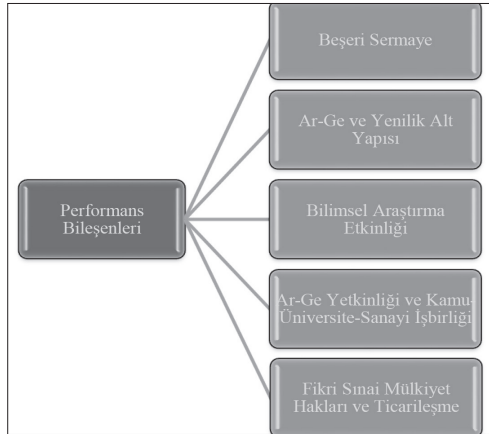 Beşeri Sermaye
Ar-Ge ve Yenilik Alt
Yapısı
Performans
Bileşenleri
Bilimsel Araştırma
Etkinliği
Ar-Ge Yetkinliği ve Kamu-
Üniversite-Sanayi İşbirliği
Fikri Sınai Mülkiyet
Hakları ve Ticarileşme